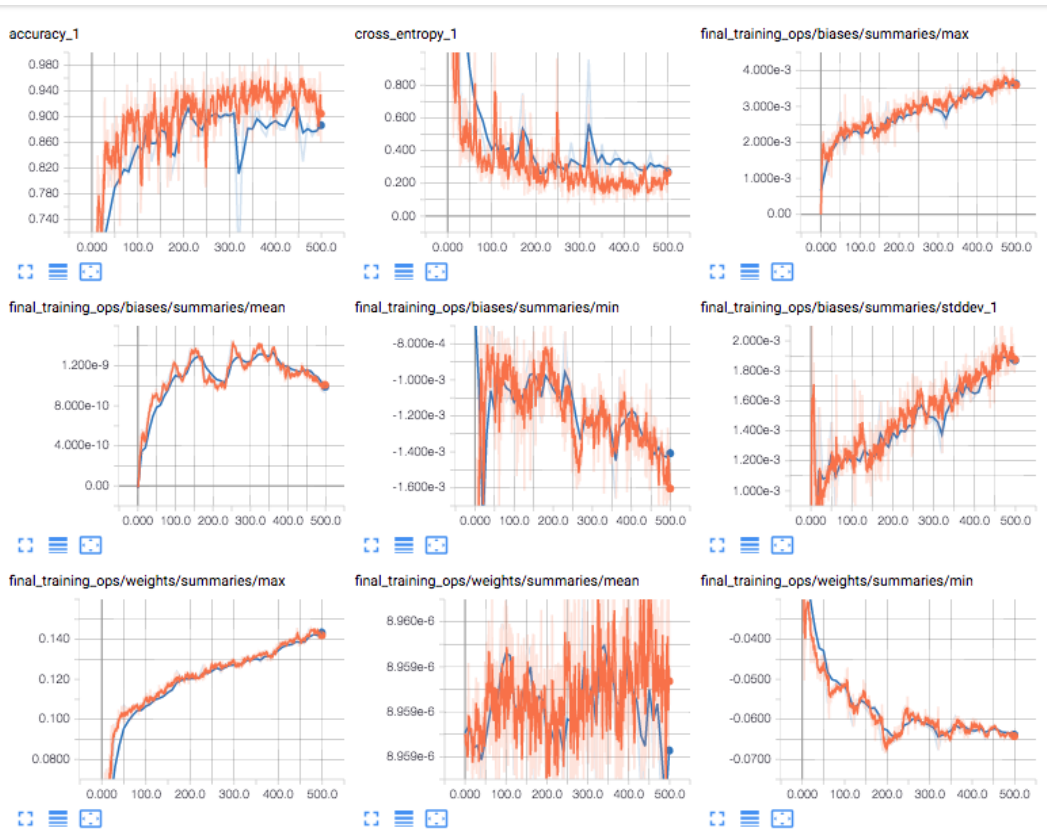 accuracy_1
0.980
0.940
0.900
0.860
0.820
0.780
0.740
0.000 100.0 200.0 300.0 400.0 500.0
cross_entropy_1
0.800
0.600
0.400
0.200
0.00
0.000 100.0 200.0 300.0 400.0 500.0
final_training_ops/biases/summaries/max
4.000e-3
3.000e-3
2.000e-3
1.000e-3
0.00
0.000 100.0 200.0 300.0 400.0 500.0
final_training_ops/biases/summaries/mean
1.200e-9
8.000e-10
4.000e-10
0.00
0.000 100.0 200.0 300.0 400.0 500.0
final_training_ops/biases/summaries/min
-8.000e-4
-1.000e-3
-1.200e-3
-1.400e-3
-1.600e-3
0.000 100.0 200.0 300.0 400.0 500.0
final_training_ops/biases/summaries/stddev_1
2.000e-3
1.800e-3
1.600e-3
1.400e-3
1.200e-3
1.000e-3
0.000 100.0 200.0 300.0 400.0 500.0
final_training_ops/weights/summaries/max
0.140
0.120
0.100
0.0800
0.000 100.0 200.0 300.0 400.0 500.0
final_training_ops/weights/summaries/mean
8.960e-6
8.959e-6
8.959e-6
8.959e-6
0.000 100.0 200.0 300.0 400.0 500.0
final_training_ops/weights/summaries/min
-0.0400
-0.0500
-0.0600
-0.0700
0.000 100.0 200.0 300.0 400.0 500.0